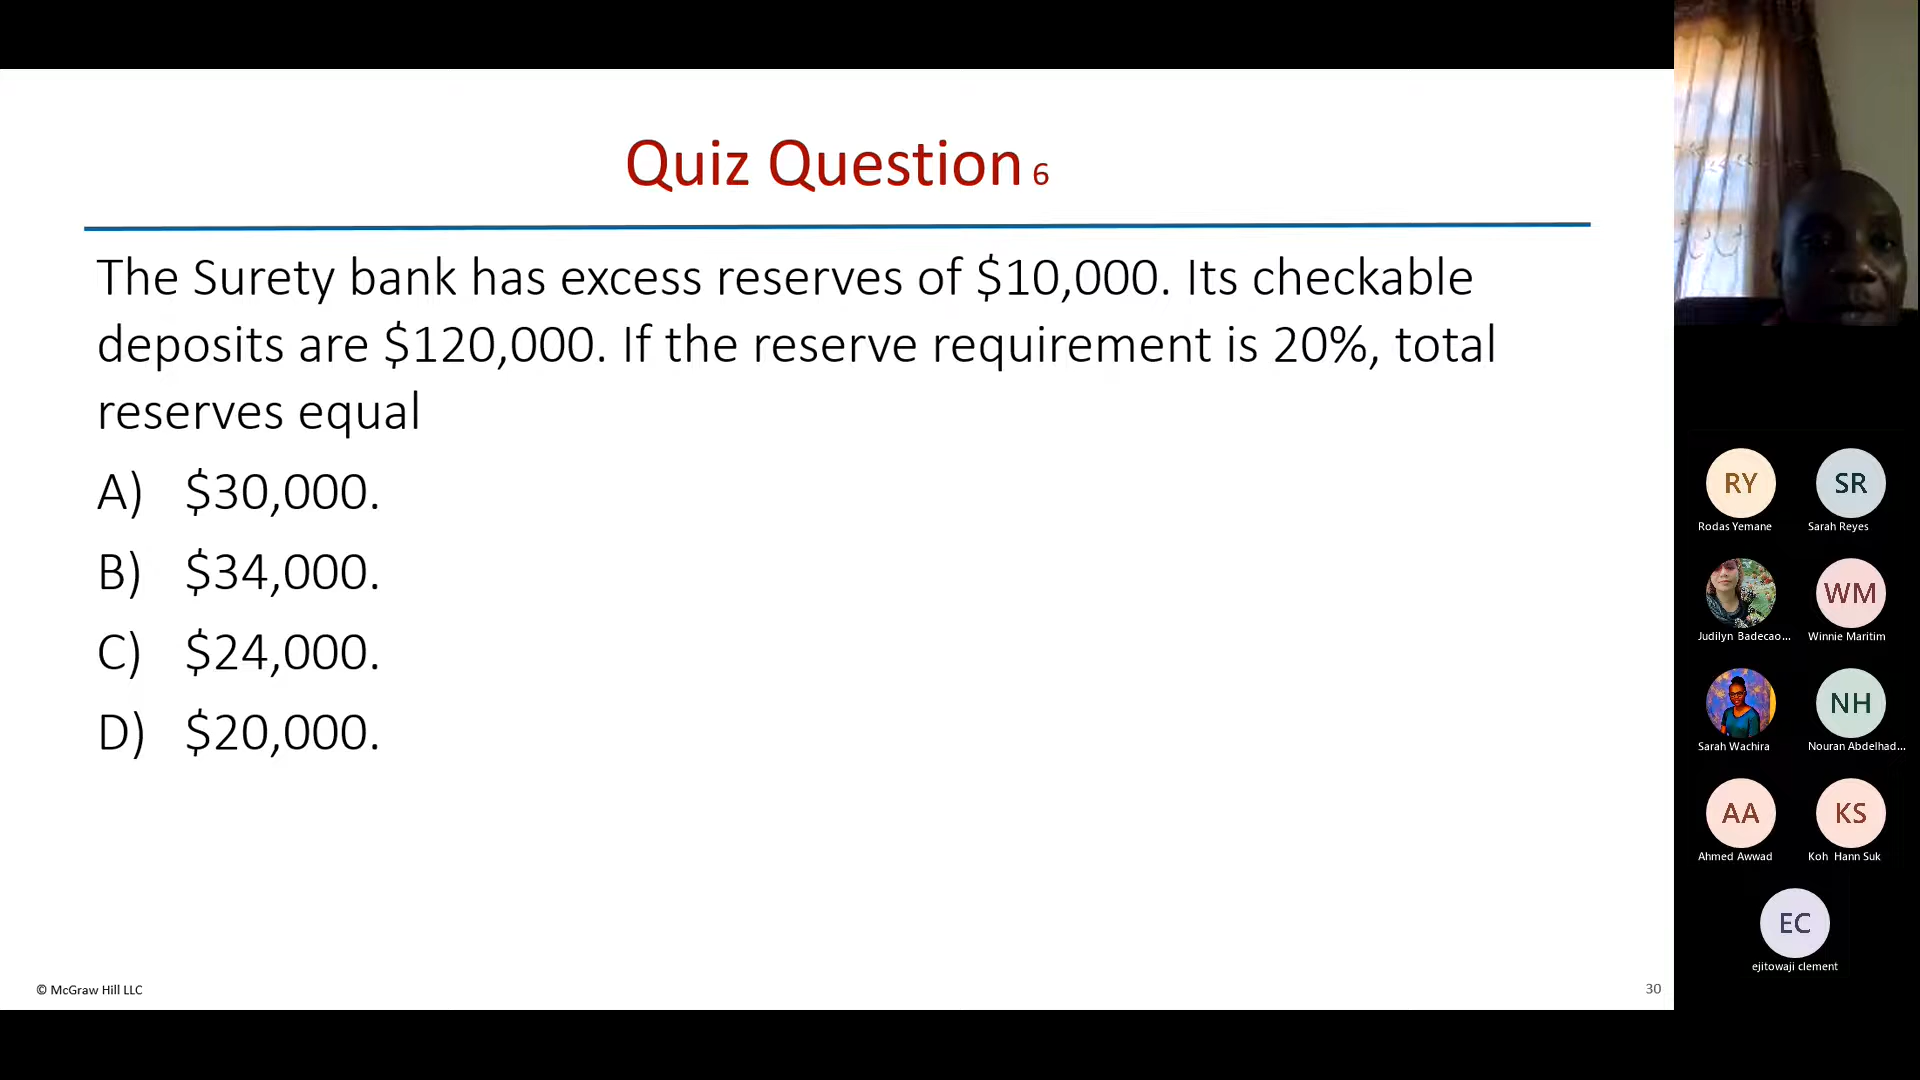 Quiz Question 6
The Surety bank has excess reserves of $10,000. Its checkable
deposits are $120,000. If the reserve requirement is 20%, total
reserves equal
A) $30,000.
B) $34,000.
C) $24,000.
D) $20,000.
© McGraw Hill LLC
30
RY
SR
Rodas Yemane
Sarah Reyes
WM
Judilyn Badecao...
Winnie Maritim
NH
Sarah Wachira
Nouran Abdelhad...
AA
KS
Ahmed Awwad
Koh Hann Suk
EC
ejitowaji clement